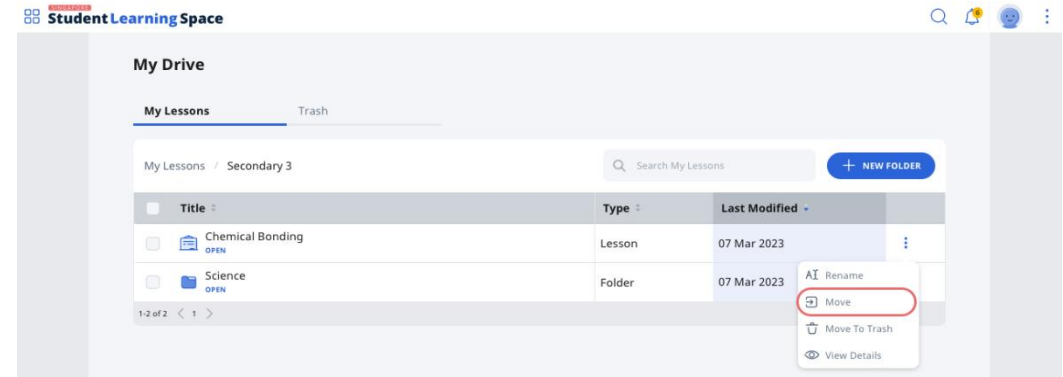 SINGAPORE
Student Learning Space
6
My Drive
My Lessons Trash
My Lessons / Secondary 3 Search My Lessons + NEW FOLDER
Title Type Last Modified
Chemical Bonding Lesson 07 Mar 2023
OPEN
Science Folder 07 Mar 2023
OPEN
1-2 of 2 < 1 >
Rename
Move
Move To Trash
View Details